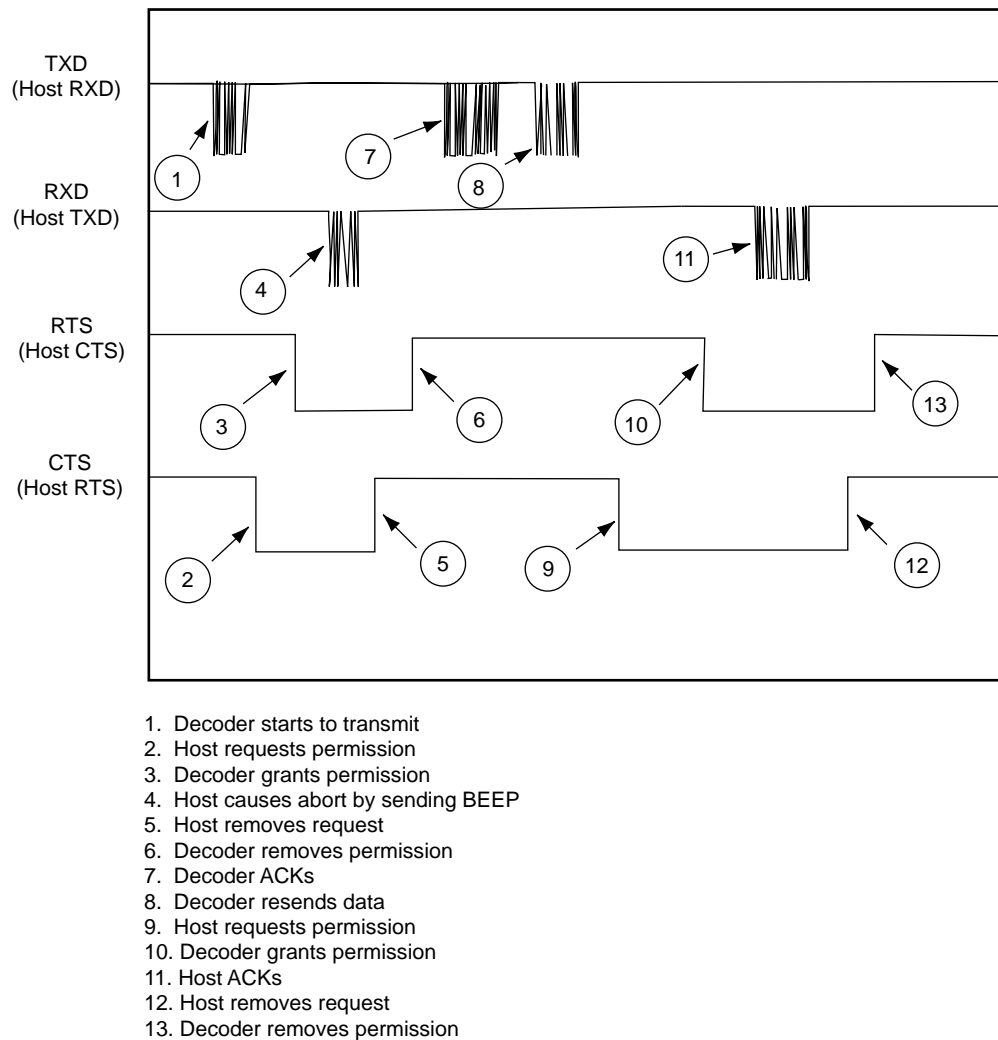 TXD
(Host RXD)
1
7
8
RXD
(Host TXD)
4
11
RTS
(Host CTS)
3
6
10
13
CTS
(Host RTS)
2
5
9
12
1. Decoder starts to transmit
2. Host requests permission
3. Decoder grants permission
4. Host causes abort by sending BEEP
5. Host removes request
6. Decoder removes permission
7. Decoder ACKs
8. Decoder resends data
9. Host requests permission
10. Decoder grants permission
11. Host ACKs
12. Host removes request
13. Decoder removes permission